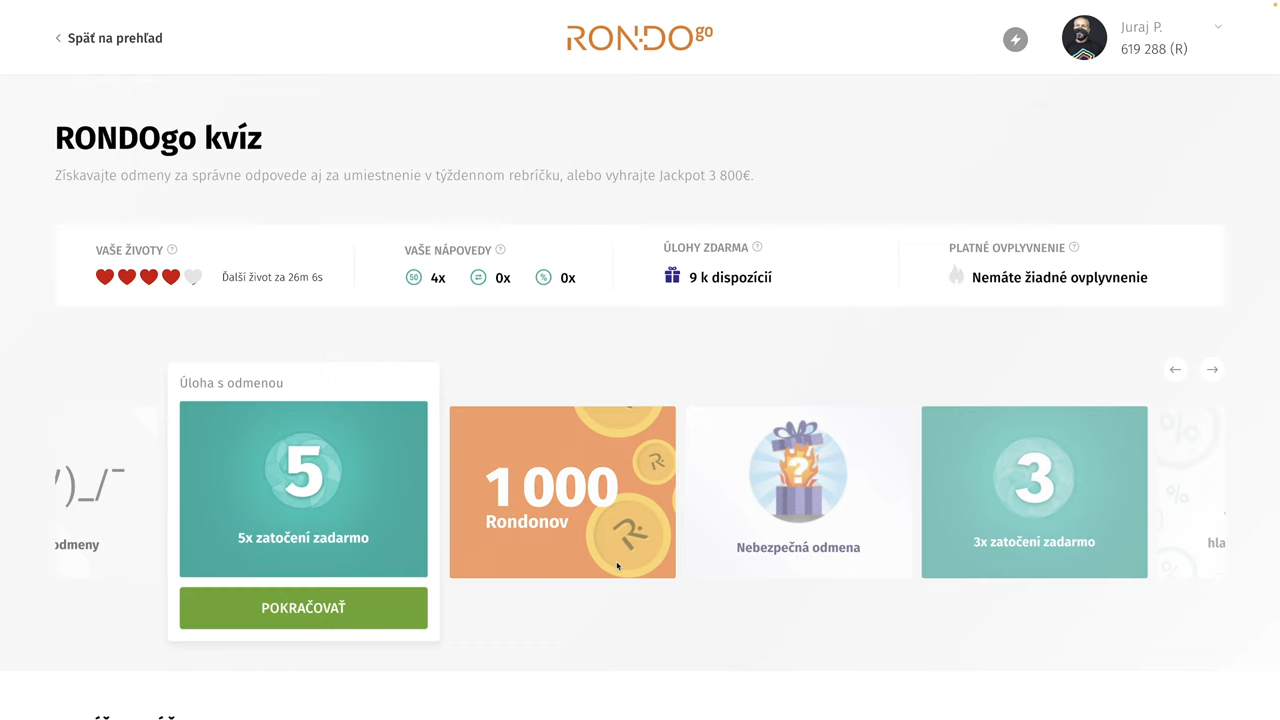 Späť na prehľad
RONDOgo
Juraj P.
619 288 (R)
RONDOgo kvíz
Získavajte odmeny za správne odpovede aj za umiestnenie v týždennom rebríčku, alebo vyhrajte Jackpot 3 800€.
VAŠE ŽIVOTY ?
Ďalší život za 26m 6s
VAŠE NÁPOVEDY ?
50 4x 0x % 0x
ÚLOHY ZDARMA ?
9 k dispozícií
PLATNÉ OVPLYVNENIE ?
Nemáte žiadné ovplyvnenie
Úloha s odmenou
5
5x zatočení zadarmo
POKRAČOVAŤ
1 000
Rondonov
?
Nebezpečná odmena
3
3x zatočení zadarmo
')_/¯
odmeny
% % %
hla